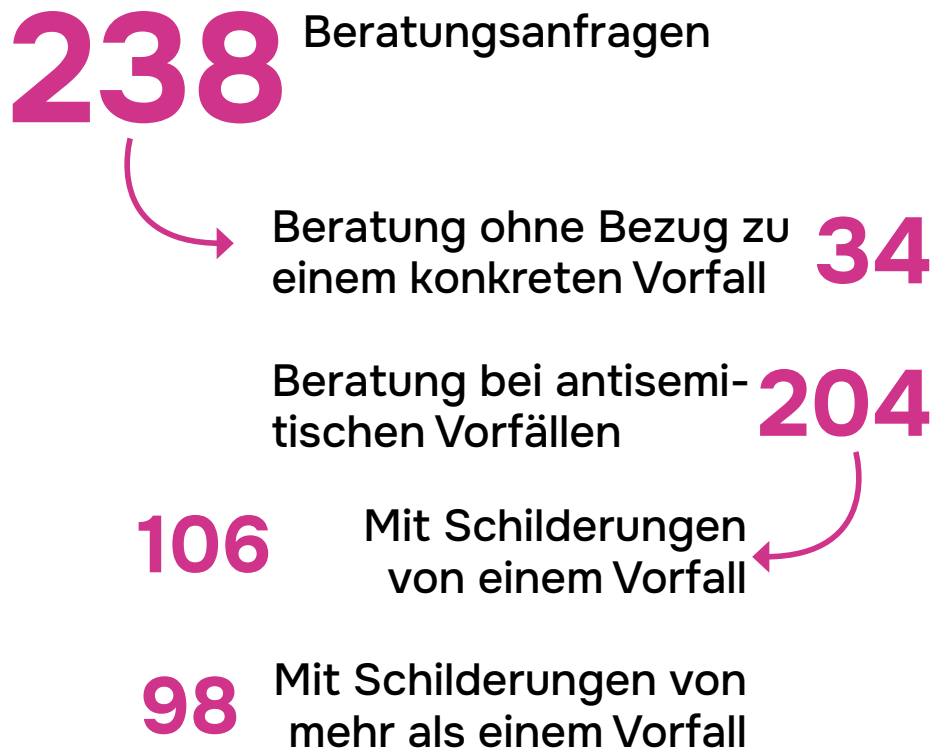 238 Beratungsanfragen
Beratung ohne Bezug zu
einem konkreten Vorfall 34
Beratung bei antisemi-
tischen Vorfällen 204
106 Mit Schilderungen
von einem Vorfall
98 Mit Schilderungen von
mehr als einem Vorfall